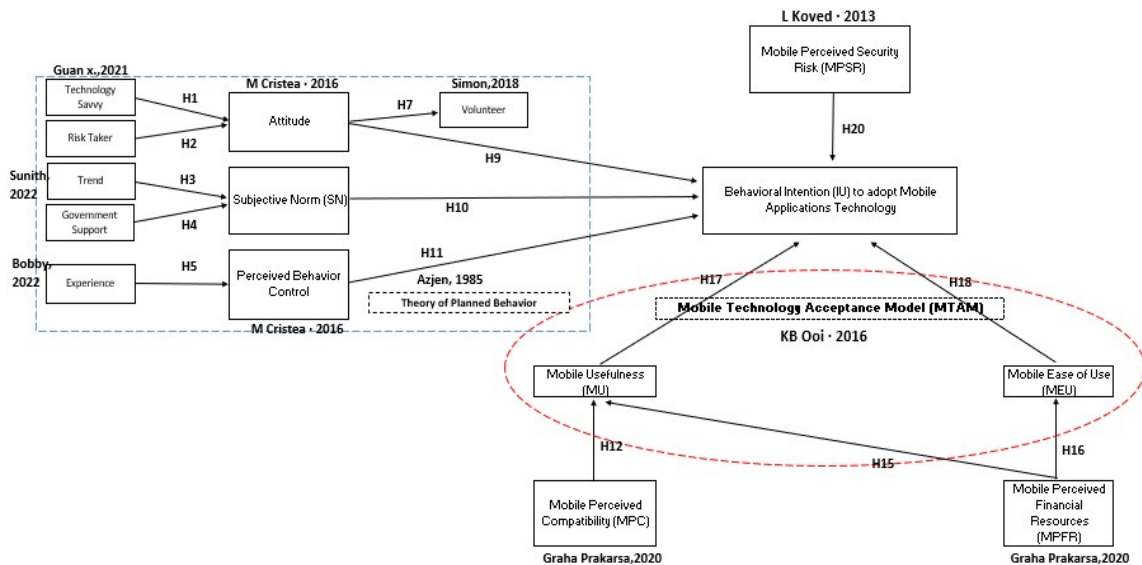 L Koved · 2013
Mobile Perceived Security
Risk (MPSR)
H20
Guan x.,2021
Technology
Savvy
H1
Risk Taker
H2
M Cristea · 2016
Attitude
H7
Simon,2018
Volunteer
H9
Sunith,
2022
Trend
H3
Government
Support
H4
Subjective Norm (SN)
H10
Behavioral Intention (IU) to adopt Mobile
Applications Technology
Bobby,
2022
Experience
H5
Perceived Behavior
Control
H11
Azjen, 1985
Theory of Planned Behavior
M Cristea · 2016
H17
H18
Mobile Technology Acceptance Model (MTAM)
KB Ooi · 2016
Mobile Usefulness
(MU)
Mobile Ease of Use
(MEU)
H12
H15
H16
Mobile Perceived
Compatibility (MPC)
Graha Prakarsa,2020
Mobile Perceived
Financial
Resources
(MPFR)
Graha Prakarsa,2020